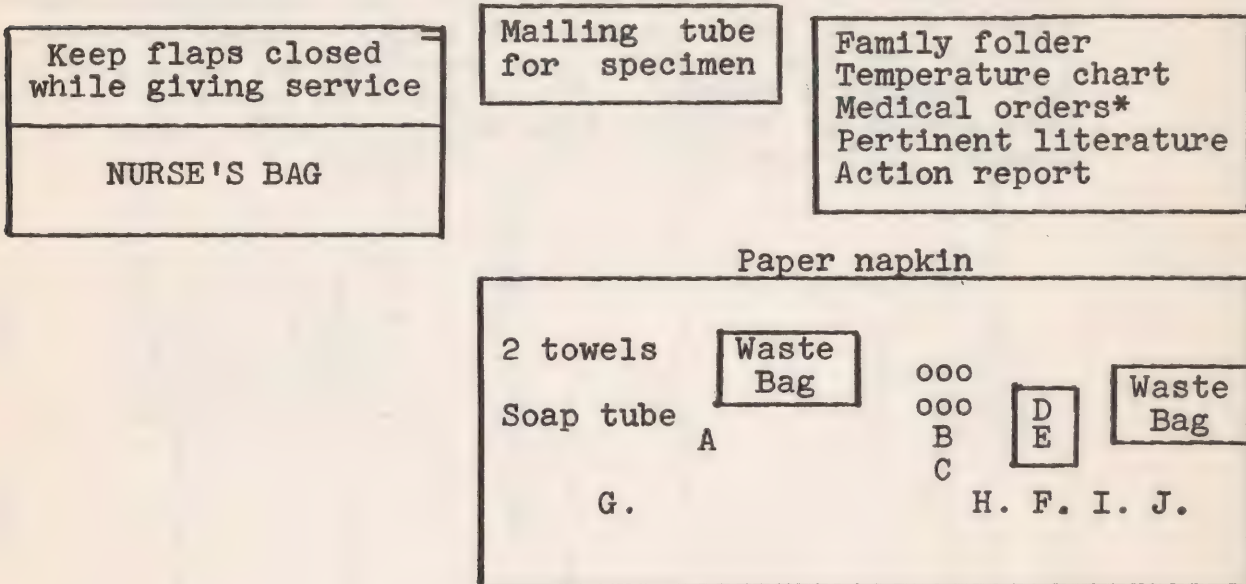 Keep flaps closed
while giving service
NURSE'S BAG
Mailing tube
for specimen
Family folder
Temperature chart
Medical orders*
Pertinent literature
Action report
Paper napkin
2 towels
Waste
Bag
Soap tube
A
ooo
ooo
B
C
D
E
Waste
Bag
G.
H. F. I. J.